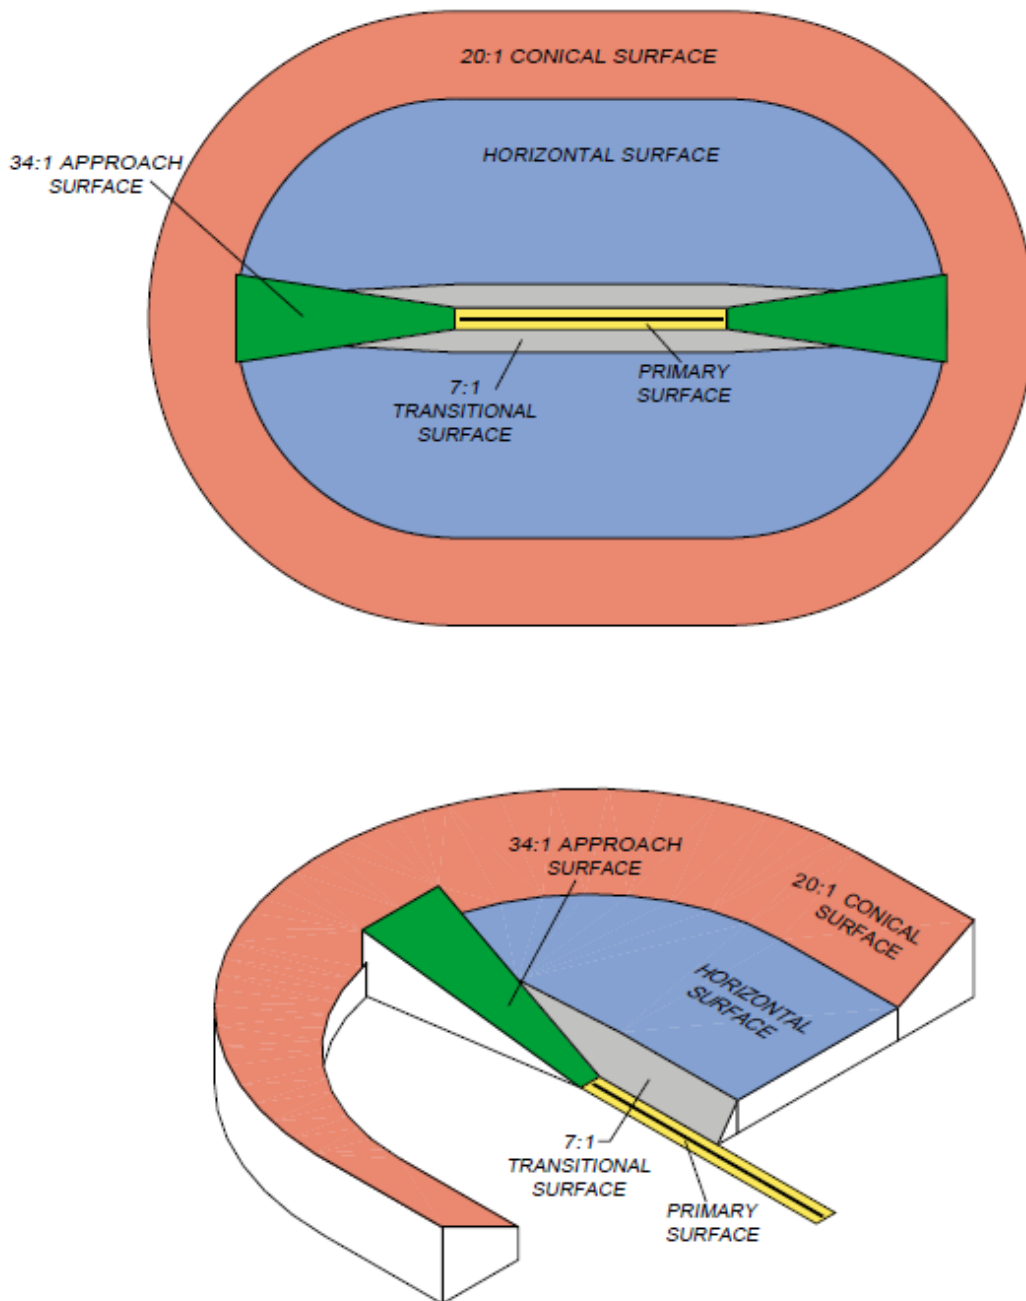 20:1 CONICAL SURFACE
HORIZONTAL SURFACE
34:1 APPROACH
SURFACE
PRIMARY
SURFACE
7:1
TRANSITIONAL
SURFACE
34:1 APPROACH
SURFACE
20:1 CONICAL
SURFACE
HORIZONTAL
SURFACE
7:1
TRANSITIONAL
SURFACE
PRIMARY
SURFACE